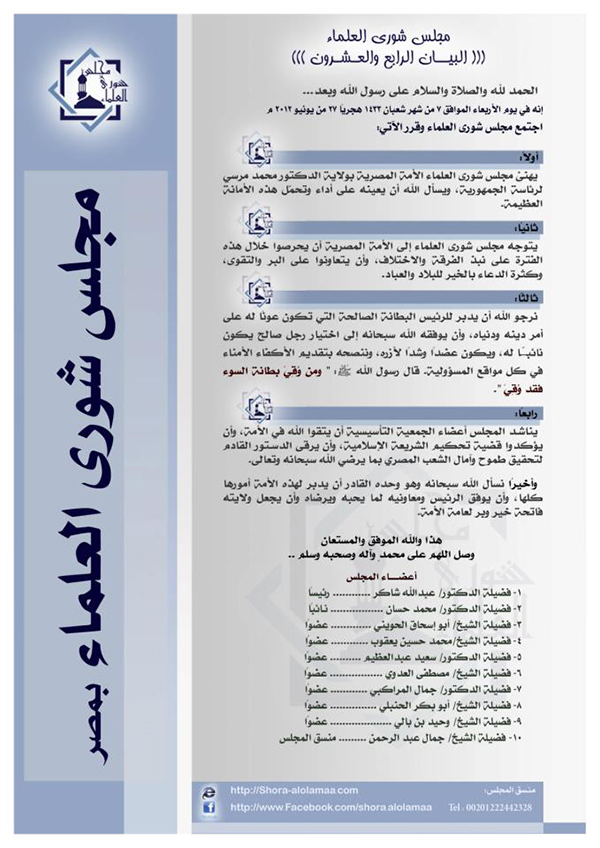 مجلس شورى العلماء
مجلس شورى العلماء بمصر
مجلس شورى العلماء
((( البيــان الرابع والعـشـرون )))
الحمد لله والصلاة والسلام على رسول الله وبعد...
إنه في يوم الأربعاء الموافق ٧ من شهر شعبان ١٤٣٣ هجرياً ٢٧ من يونيو ٢٠١٢ م
اجتمع مجلس شورى العلماء وقرر الآتي:
أولاً:
يهنئ مجلس شورى العلماء الأمة المصرية بولاية الدكتور محمد مرسي
لرئاسة الجمهورية، ويسأل الله أن يعينه على أداء وتحمل هذه الأمانة
العظيمة.
ثانياً:
يتوجه مجلس شورى العلماء إلى الأمة المصرية أن يحرصوا خلال هذه
الفترة على نبذ الفرقة والاختلاف، وأن يتعاونوا على البر والتقوى،
وكثرة الدعاء بالخير للبلاد والعباد.
ثالثاً:
نرجو الله أن يدبر للرئيس البطانة الصالحة التي تكون عوناً له على
أمر دينه ودنياه، وأن يوفقه الله سبحانه إلى اختيار رجل صالح يكون
نائباً له، ويكون عضداً وشداً لأزره، وننصحه بتقديم الأكفاء الأمناء
في كل مواقع المسؤولية. قال رسول الله ﷺ: " ومن وُقيَ بطانة السوء
فقد وُقيَ ".
رابعاً:
يناشد المجلس أعضاء الجمعية التأسيسية أن يتقوا الله في الأمة، وأن
يؤكدوا قضية تحكيم الشريعة الإسلامية، وأن يرقى الدستور القادم
لتحقيق طموح وآمال الشعب المصري بما يرضي الله سبحانه وتعالى.
وأخيراً نسأل الله سبحانه وهو وحده القادر أن يدبر لهذه الأمة أمورها
كلها، وأن يوفق الرئيس ومعاونيه لما يحبه ويرضاه وأن يجعل ولايته
فاتحة خير وبر لعامة الأمة.
هذا والله الموفق والمستعان
وصل اللهم على محمد وآله وصحبه وسلم ..
أعضــاء المجلس
١- فضيلة الدكتور/ عبدالله شاكر ............ رئيساً
٢- فضيلة الدكتور/ محمد حسان ............ نائباً
٣- فضيلة الشيخ/ أبو إسحاق الحويني ............ عضواً
٤- فضيلة الشيخ/ محمد حسين يعقوب ............ عضواً
٥- فضيلة الدكتور/ سعيد عبدالعظيم ............ عضواً
٦- فضيلة الشيخ/ مصطفى العدوي ............ عضواً
٧- فضيلة الدكتور/ جمال المراكبي ............ عضواً
٨- فضيلة الشيخ/ أبو بكر الحنبلي ............ عضواً
٩- فضيلة الشيخ/ وحيد بن بالي ............ عضواً
١٠- فضيلة الشيخ/ جمال عبد الرحمن ......... منسق المجلس
http://Shora-alolamaa.com
منسق المجلس:
http://www.Facebook.com/shora.alolamaa
Tel : 00201222442328